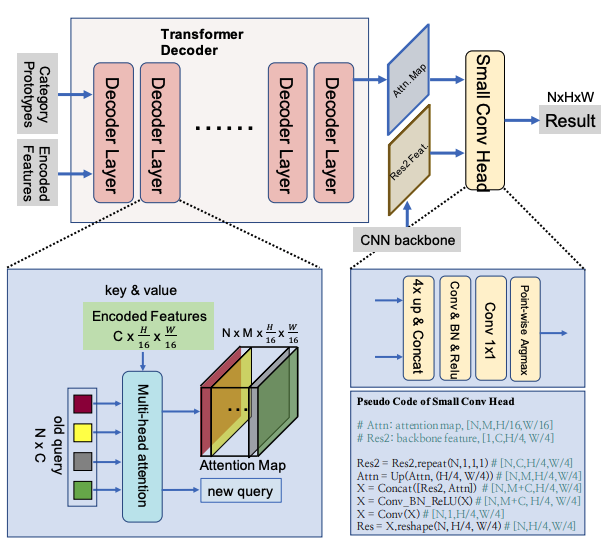 Transformer
Decoder
Category
Prototypes
Encoded
Features
Decoder Layer
Decoder Layer
......
Decoder Layer
Decoder Layer
Attn. Map
Res2 Feat.
Small Conv Head
NxHxW
Result
CNN backbone
key & value
Encoded Features
C x H/16 x W/16
N x M x H/16 x W/16
old query
N x C
Multi-head attention
...
Attention Map
new query
4x up & Concat
Conv & BN & Relu
Conv 1x1
Point-wise Argmax
Pseudo Code of Small Conv Head
# Attn: attention map, [N,M,H/16,W/16]
# Res2: backbone feature, [1,C,H/4, W/4]
Res2 = Res2.repeat(N,1,1,1) # [N,C,H/4,W/4]
Attn = Up(Attn, (H/4, W/4)) # [N,M,H/4,W/4]
X = Concat([Res2, Attn]) # [N,M+C,H/4,W/4]
X = Conv_BN_ReLU(X) # [N,M+C, H/4,W/4]
X = Conv(X) # [N,1,H/4,W/4]
Res = X.reshape(N, H/4, W/4) # [N,H/4,W/4]